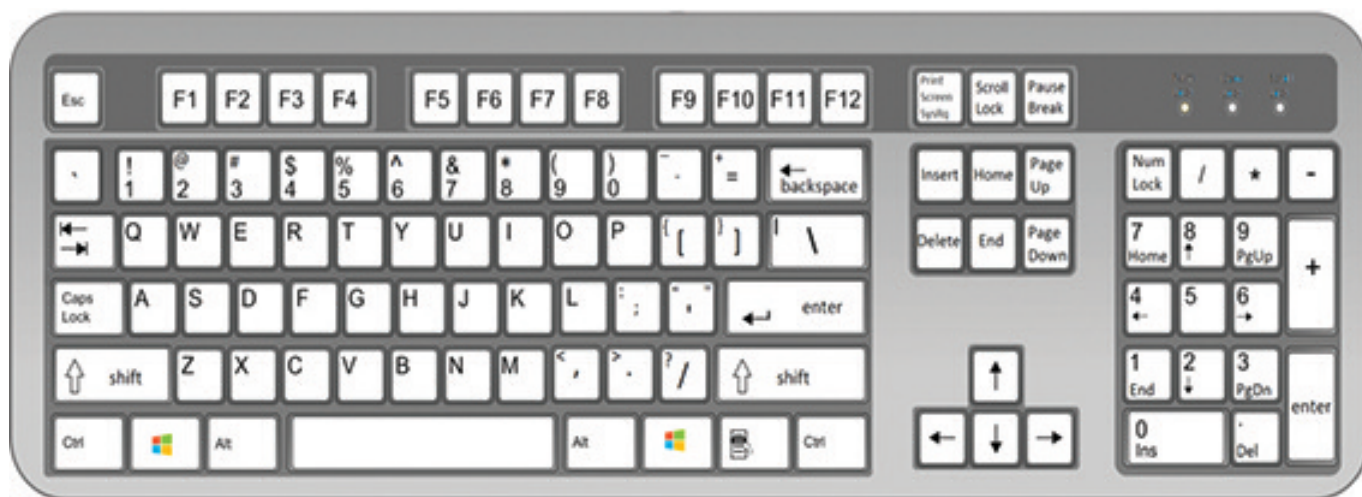 Esc F1 F2 F3 F4 F5 F6 F7 F8 F9 F10 F11 F12
Print
Screen
SysRq
Scroll
Lock
Pause
Break
` ! @ # $ % ^ & * ( ) - +
1 2 3 4 5 6 7 8 9 0 - =
backspace
Insert Home Page
Up
Num
Lock
/ * -
Q W E R T Y U I O P { [ } ] | \
Delete End Page
Down
7 8 9
Home PgUp
+
Caps
Lock
A S D F G H J K L : ; " '
enter
4 5 6
shift Z X C V B N M < , > . ? / shift
1 2 3
End PgDn
enter
Ctrl Alt Alt Ctrl
0 .
Ins Del